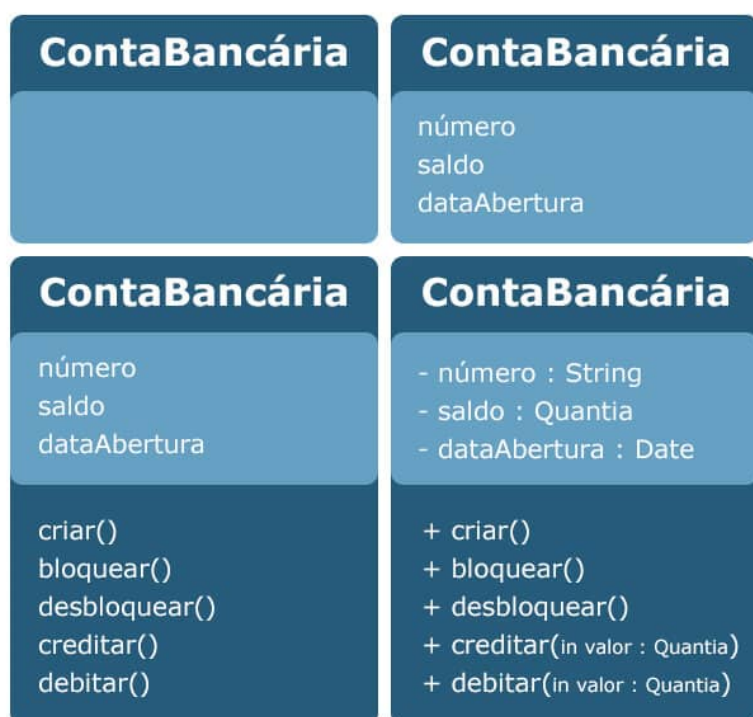 ContaBancária
ContaBancária
número
saldo
dataAbertura
ContaBancária
número
saldo
dataAbertura
criar()
bloquear()
desbloquear()
creditar()
debitar()
ContaBancária
- número : String
- saldo : Quantia
- dataAbertura : Date
+ criar()
+ bloquear()
+ desbloquear()
+ creditar(in valor : Quantia)
+ debitar(in valor : Quantia)